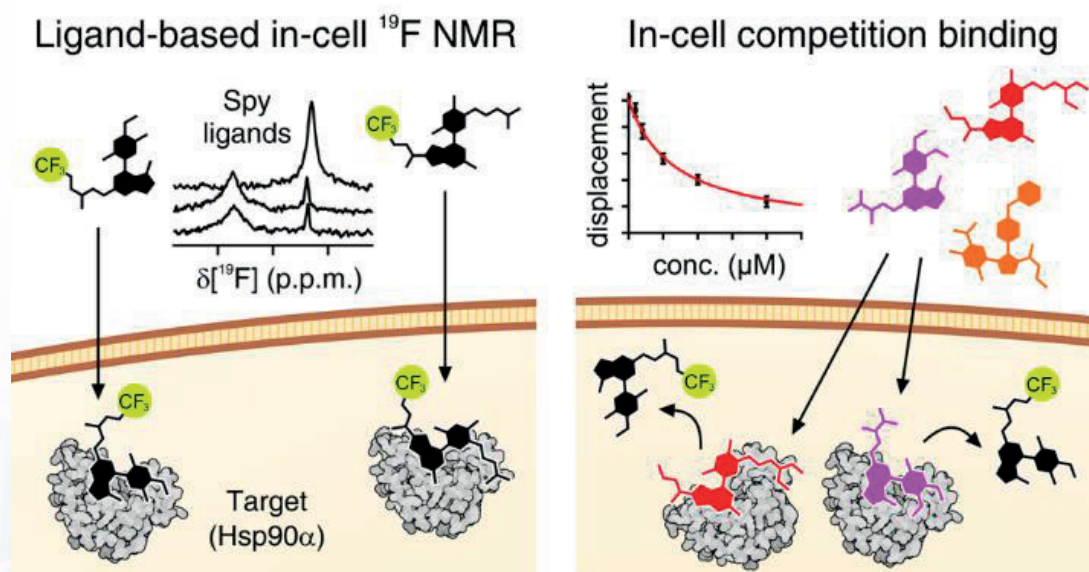 Ligand-based in-cell ¹⁹F NMR
Spy
ligands
CF₃
CF₃
δ[¹⁹F] (p.p.m.)
CF₃
CF₃
Target
(Hsp90α)
In-cell competition binding
displacement
conc. (μM)
CF₃
CF₃